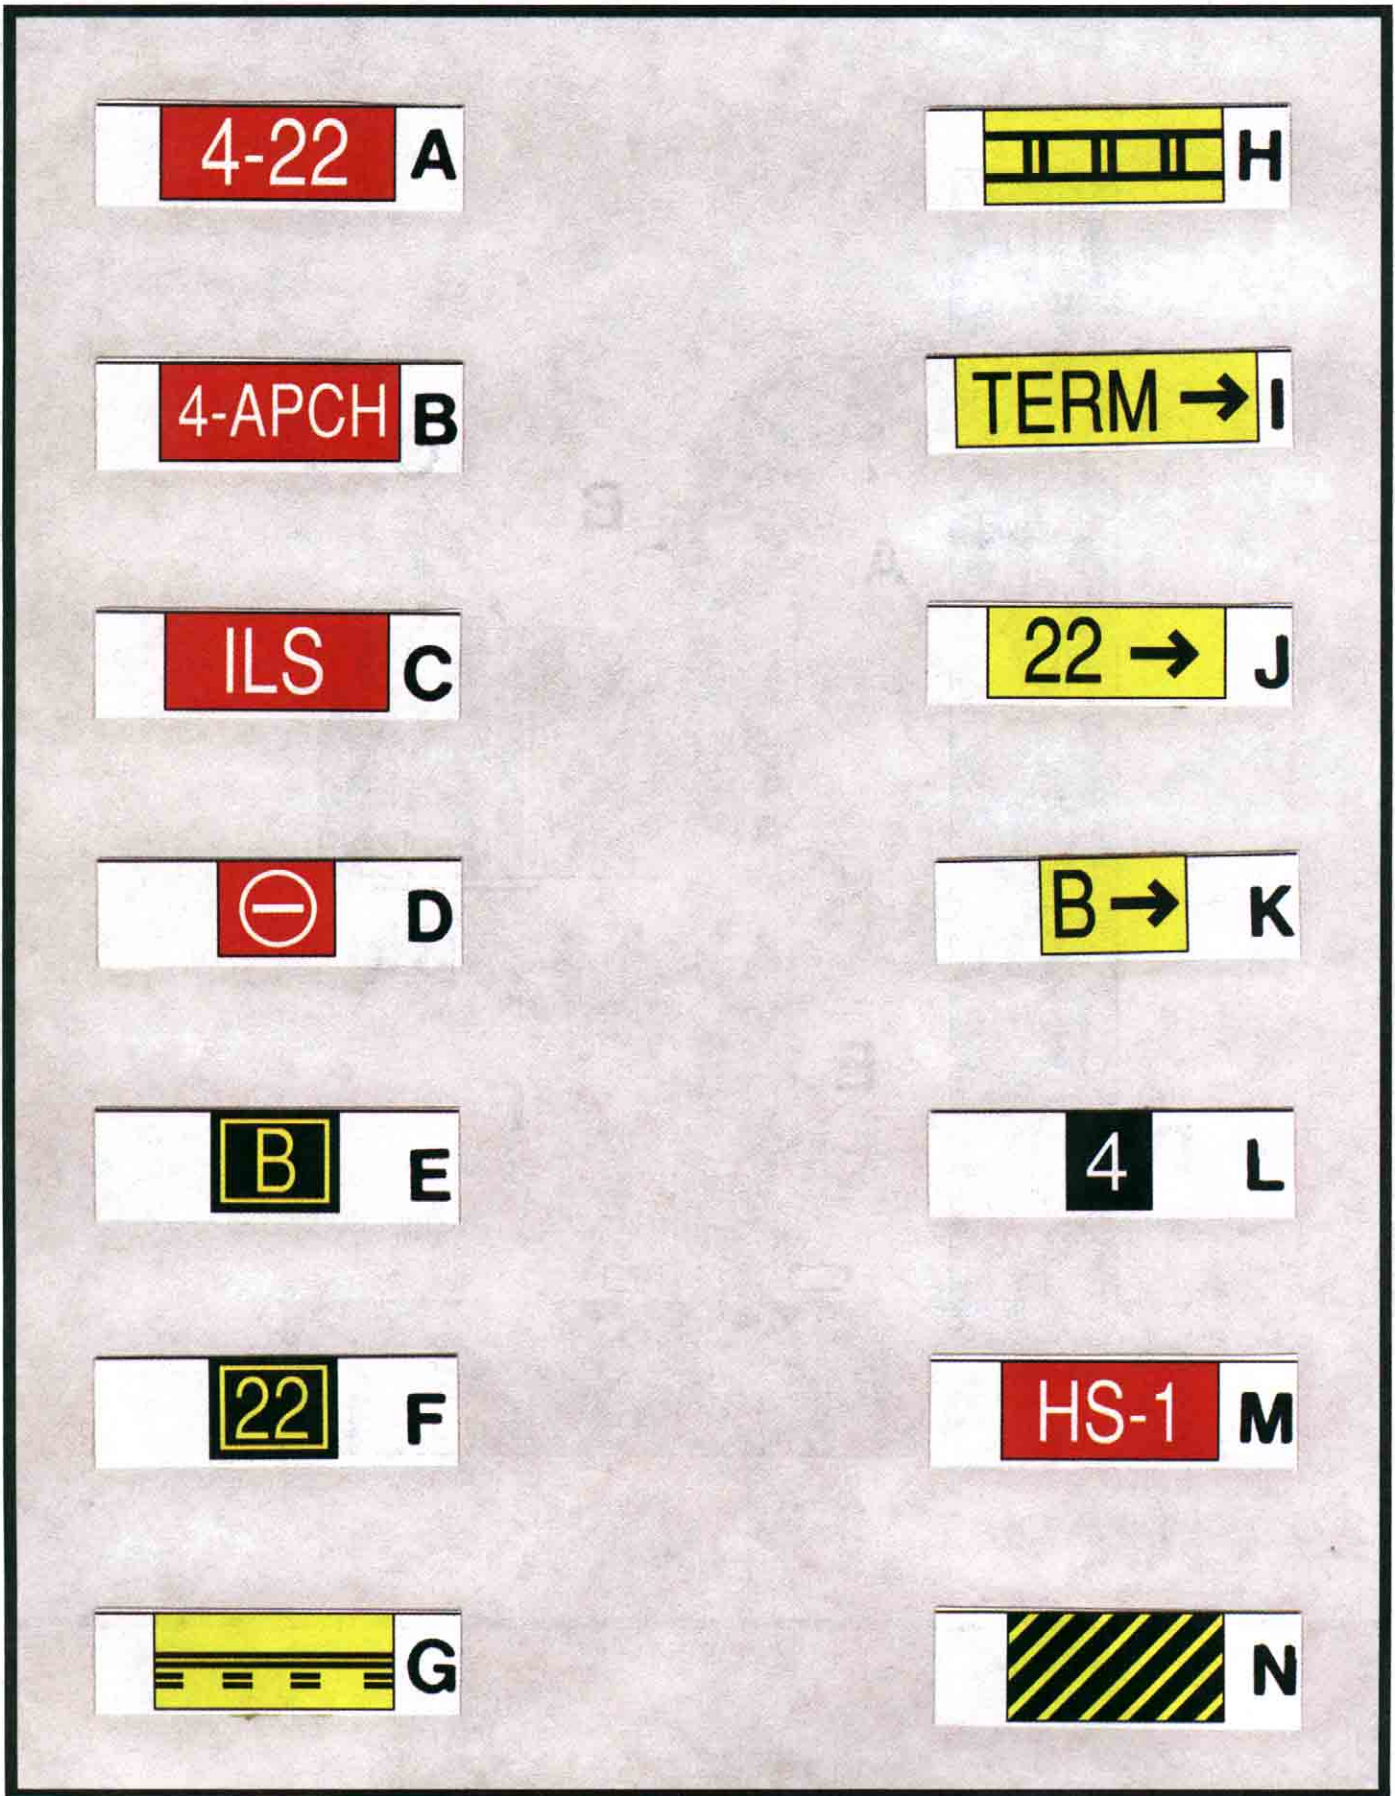 4-22 A
4-APCH B
ILS C
D
B E
22 F
G
H
TERM → I
22 → J
B → K
4 L
HS-1 M
N